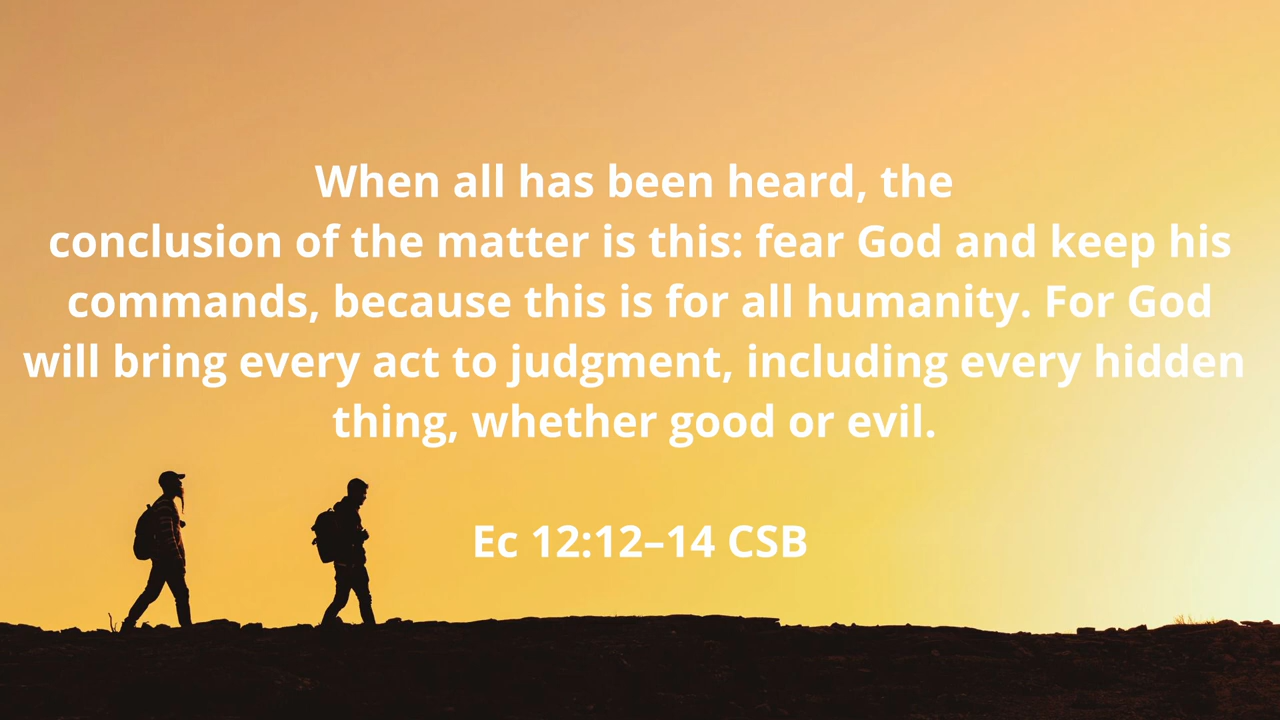 When all has been heard, the
conclusion of the matter is this: fear God and keep his
commands, because this is for all humanity. For God
will bring every act to judgment, including every hidden
thing, whether good or evil.
Ec 12:12–14 CSB